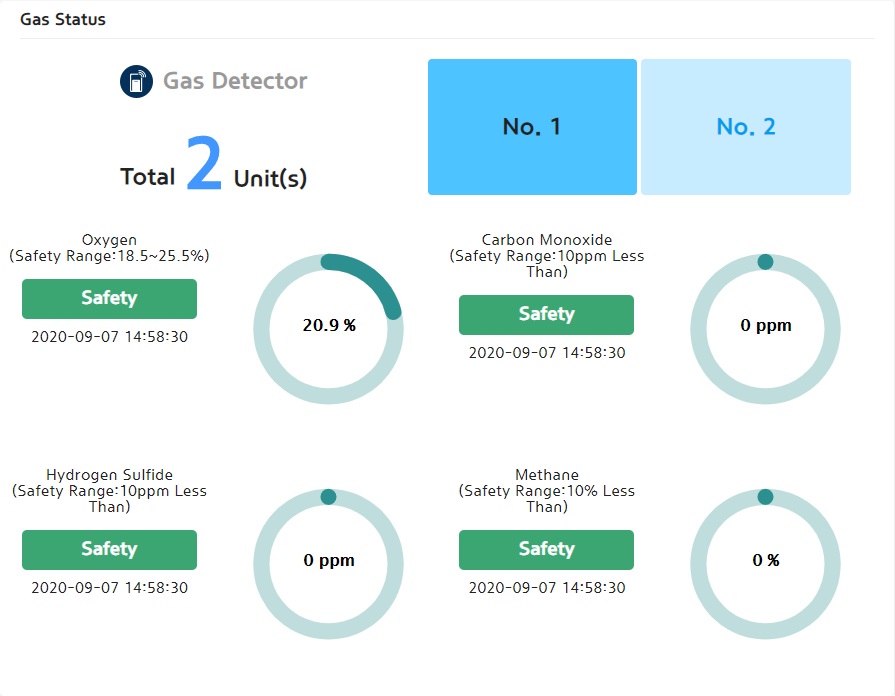 Gas Status
Gas Detector
Total 2 Unit(s)
No. 1
No. 2
Oxygen
(Safety Range:18.5~25.5%)
Safety
2020-09-07 14:58:30
20.9 %
Carbon Monoxide
(Safety Range:10ppm Less
Than)
Safety
2020-09-07 14:58:30
0 ppm
Hydrogen Sulfide
(Safety Range:10ppm Less
Than)
Safety
2020-09-07 14:58:30
0 ppm
Methane
(Safety Range:10% Less
Than)
Safety
2020-09-07 14:58:30
0 %